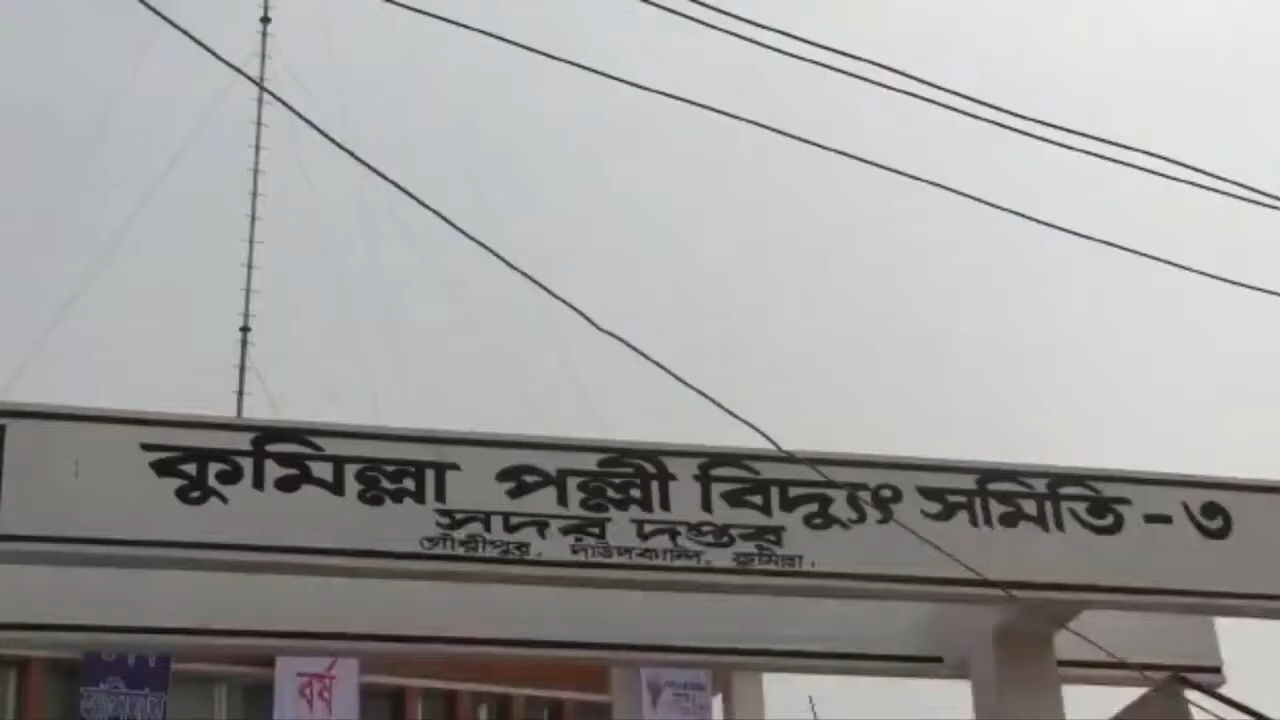 কুমিল্লা পল্লী বিদ্যুৎ সমিতি - ৩
সদর দপ্তর
গৌরীপুর, দাউদকান্দি, কুমিল্লা।
বর্ষ